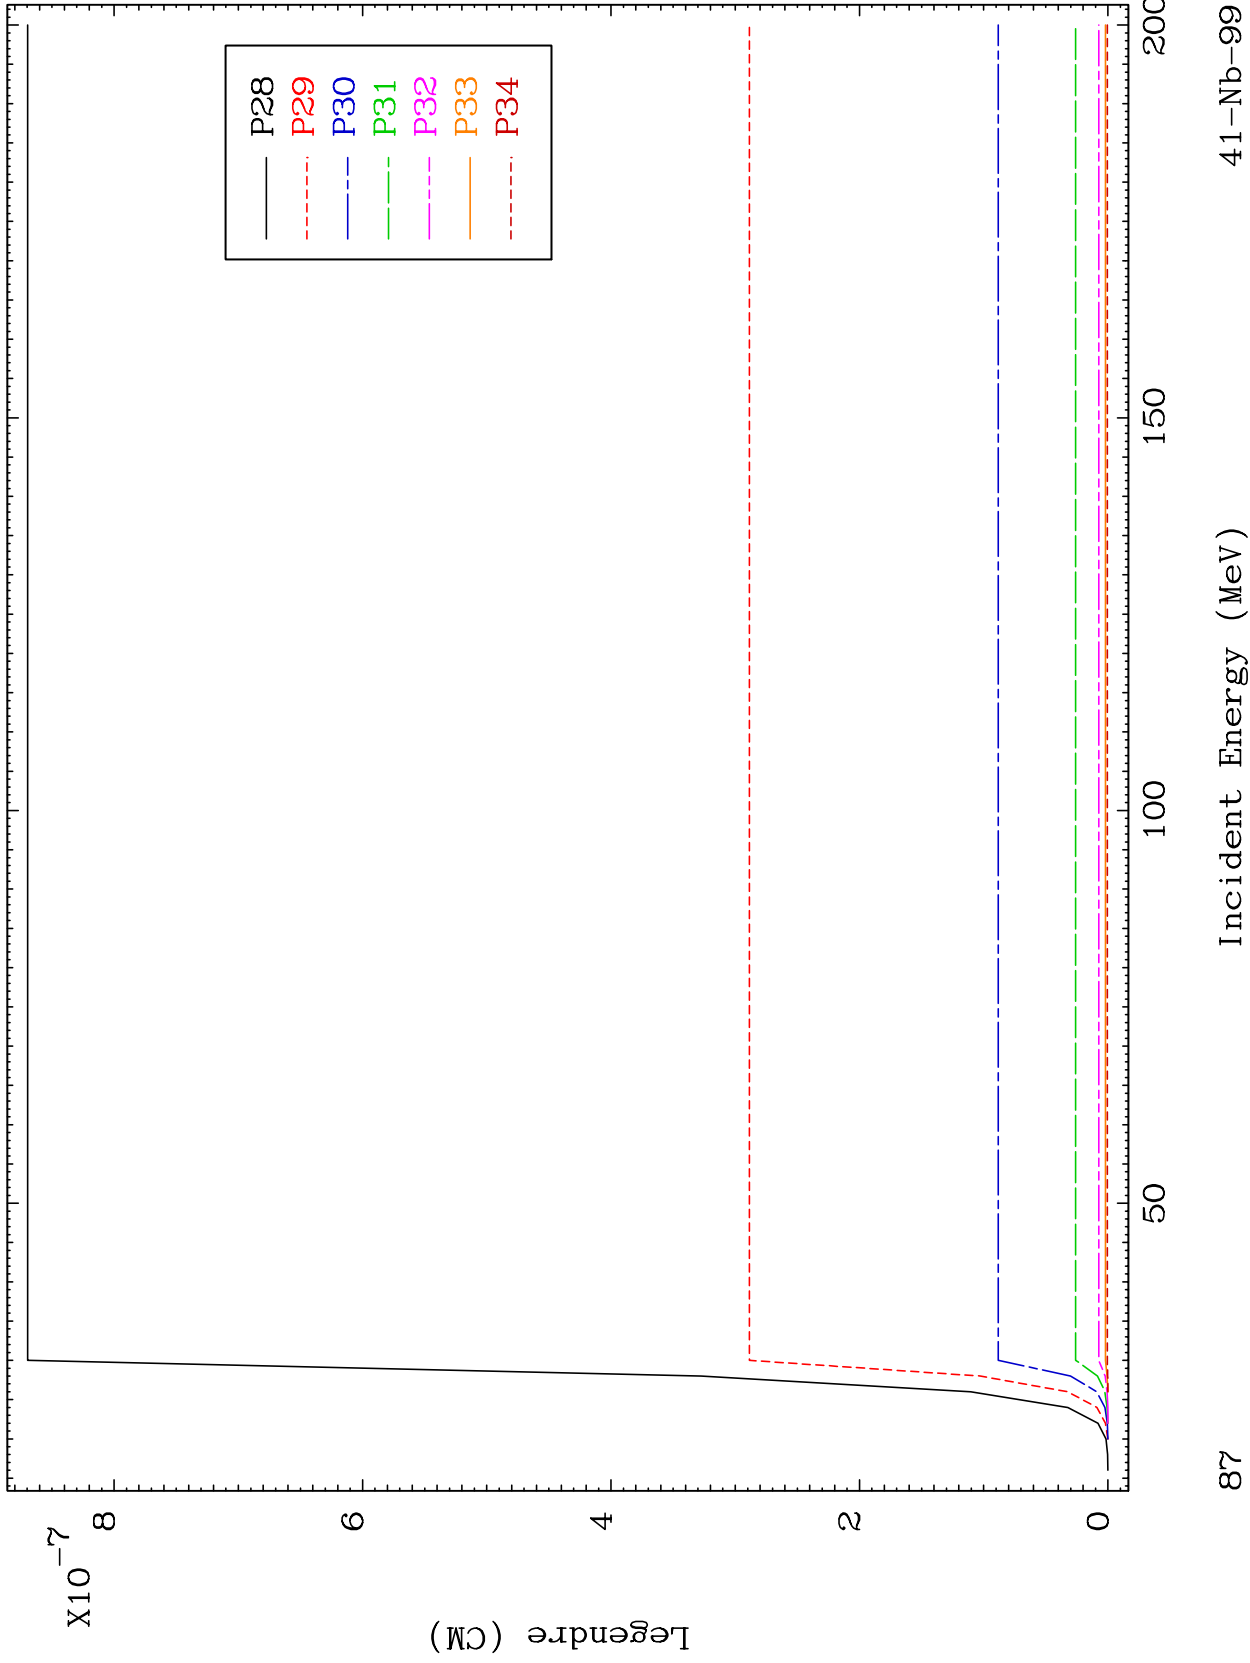 X10-7
8
6
4
2
0
Legendre (CM)
P28
P29
P30
P31
P32
P33
P34
50
100
150
200
Incident Energy (MeV)
87
41-Nb-99